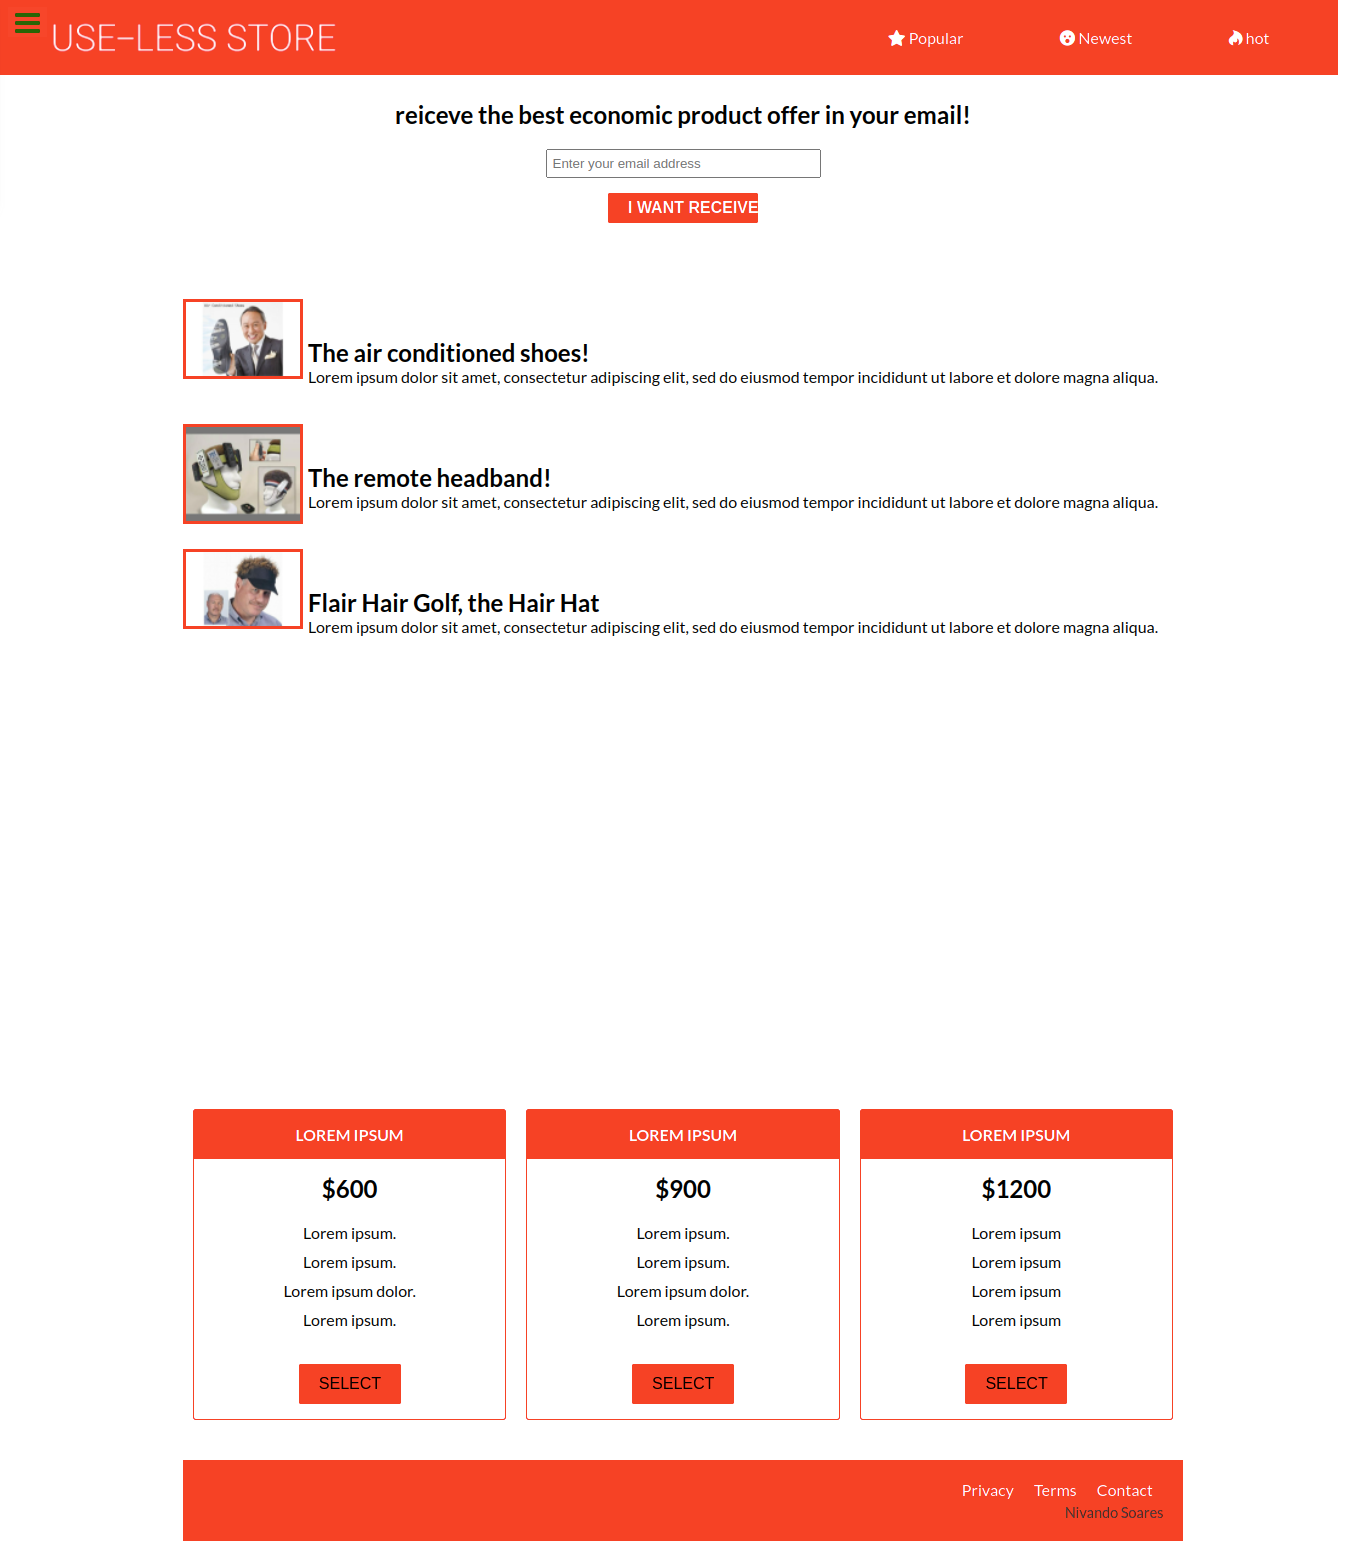 USE-LESS STORE
Popular
Newest
hot
reiceve the best economic product offer in your email!
Enter your email address
I WANT RECEIVE
The air conditioned shoes!
Lorem ipsum dolor sit amet, consectetur adipiscing elit, sed do eiusmod tempor incididunt ut labore et dolore magna aliqua.
The remote headband!
Lorem ipsum dolor sit amet, consectetur adipiscing elit, sed do eiusmod tempor incididunt ut labore et dolore magna aliqua.
Flair Hair Golf, the Hair Hat
Lorem ipsum dolor sit amet, consectetur adipiscing elit, sed do eiusmod tempor incididunt ut labore et dolore magna aliqua.
LOREM IPSUM
$600
Lorem ipsum.
Lorem ipsum.
Lorem ipsum dolor.
Lorem ipsum.
SELECT
LOREM IPSUM
$900
Lorem ipsum.
Lorem ipsum.
Lorem ipsum dolor.
Lorem ipsum.
SELECT
LOREM IPSUM
$1200
Lorem ipsum
Lorem ipsum
Lorem ipsum
Lorem ipsum
SELECT
Privacy Terms Contact
Nivando Soares